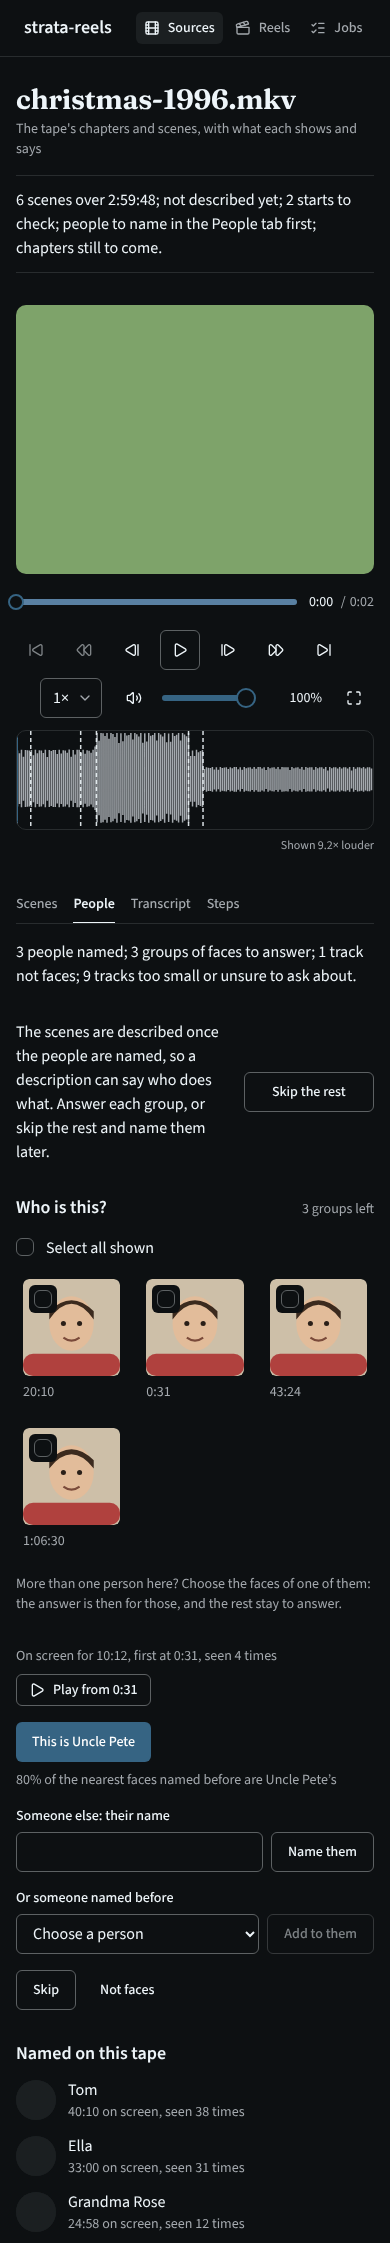 strata-reels
Sources
Reels
Jobs
christmas-1996.mkv
The tape's chapters and scenes, with what each shows and
says
6 scenes over 2:59:48; not described yet; 2 starts to
check; people to name in the People tab first;
chapters still to come.
0:00 / 0:02
1×
100%
Shown 9.2× louder
Scenes
People
Transcript
Steps
3 people named; 3 groups of faces to answer; 1 track
not faces; 9 tracks too small or unsure to ask about.
The scenes are described once
the people are named, so a
description can say who does
what. Answer each group, or
skip the rest and name them
later.
Skip the rest
Who is this?
3 groups left
Select all shown
20:10
0:31
43:24
1:06:30
More than one person here? Choose the faces of one of them:
the answer is then for those, and the rest stay to answer.
On screen for 10:12, first at 0:31, seen 4 times
Play from 0:31
This is Uncle Pete
80% of the nearest faces named before are Uncle Pete's
Someone else: their name
Name them
Or someone named before
Choose a person
Add to them
Skip
Not faces
Named on this tape
Tom
40:10 on screen, seen 38 times
Ella
33:00 on screen, seen 31 times
Grandma Rose
24:58 on screen, seen 12 times